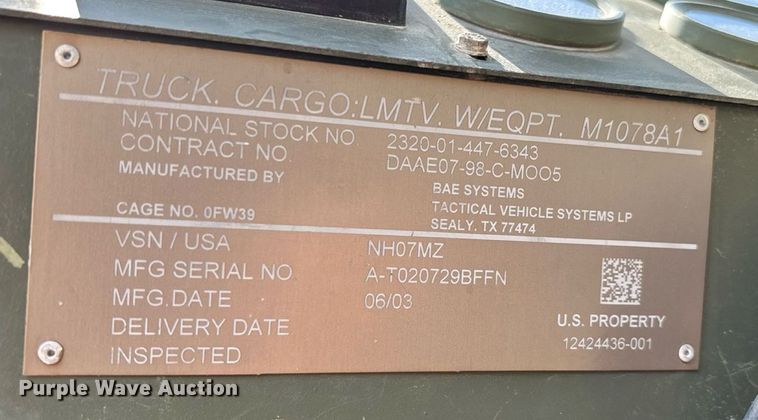 TRUCK, CARGO:LMTV, W/EQPT. M1078A1
NATIONAL STOCK NO. 2320-01-447-6343
CONTRACT NO. DAAE07-98-C-MOO5
MANUFACTURED BY BAE SYSTEMS
TACTICAL VEHICLE SYSTEMS LP
CAGE NO. 0FW39 SEALY, TX 77474
VSN / USA NH07MZ
MFG SERIAL NO. A-T020729BFFN
MFG.DATE 06/03
DELIVERY DATE
U.S. PROPERTY
INSPECTED 12424436-001
Purple Wave Auction